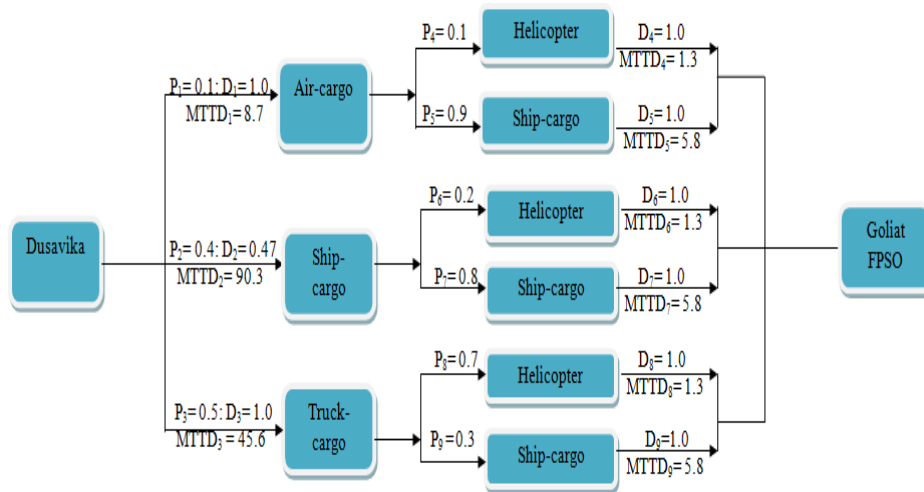 P₄= 0.1
Helicopter
D₄= 1.0
MTTD₄= 1.3
P₁= 0.1: D₁= 1.0
MTTD₁= 8.7
Air-cargo
P₅= 0.9
Ship-cargo
D₅= 1.0
MTTD₅= 5.8
Dusavika
P₂= 0.4: D₂= 0.47
MTTD₂= 90.3
Ship-
cargo
P₆= 0.2
Helicopter
D₆= 1.0
MTTD₆= 1.3
P₇= 0.8
Ship-cargo
D₇= 1.0
MTTD₇= 5.8
Goliat
FPSO
P₃= 0.5: D₃= 1.0
MTTD₃= 45.6
Truck-
cargo
P₈= 0.7
Helicopter
D₈= 1.0
MTTD₈= 1.3
P₉= 0.3
Ship-cargo
D₉=1.0
MTTD₉= 5.8